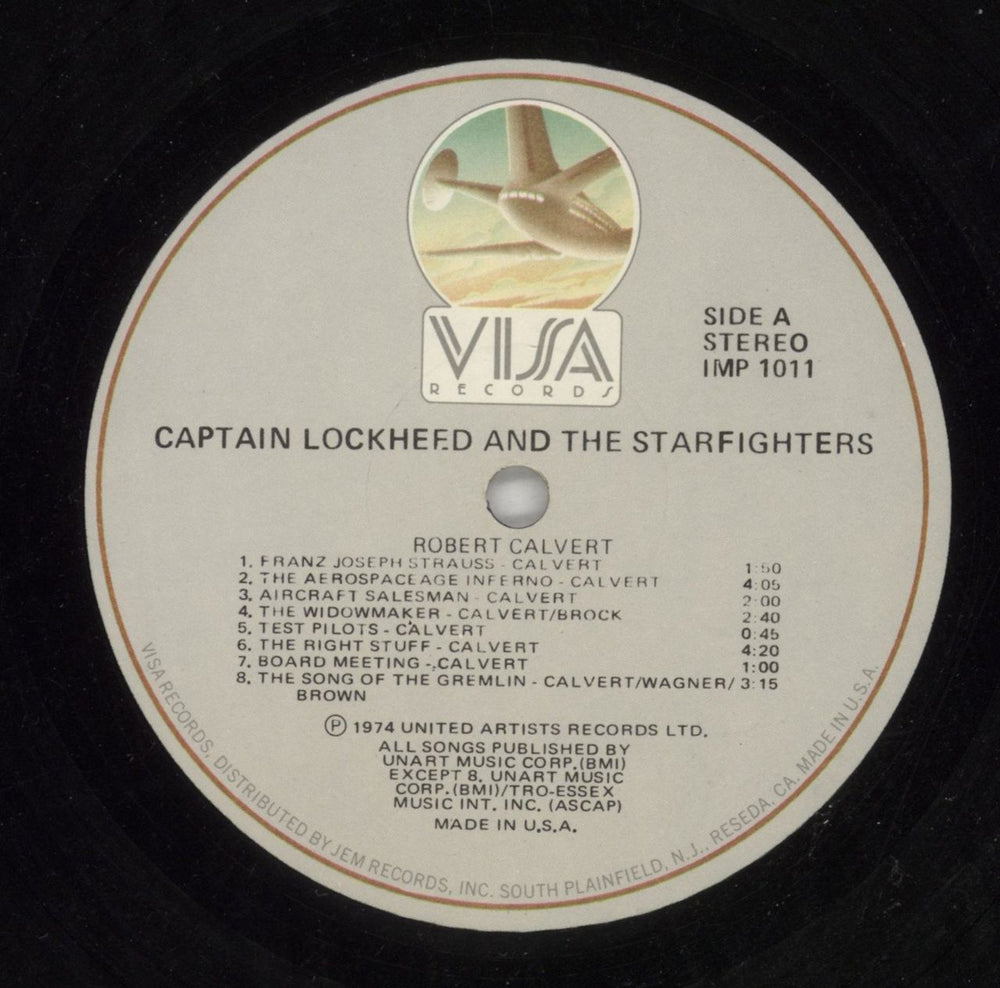 VISA
RECORDS
SIDE A
STEREO
IMP 1011
CAPTAIN LOCKHEED AND THE STARFIGHTERS
ROBERT CALVERT
1. FRANZ JOSEPH STRAUSS - CALVERT 1:50
2. THE AEROSPACEAGE INFERNO - CALVERT 4:05
3. AIRCRAFT SALESMAN - CALVERT 2:00
4. THE WIDOWMAKER - CALVERT/BROCK 2:40
5. TEST PILOTS - CALVERT 0:45
6. THE RIGHT STUFF - CALVERT 4:20
7. BOARD MEETING - CALVERT 1:00
8. THE SONG OF THE GREMLIN - CALVERT/WAGNER/ 3:15
BROWN
Ⓟ 1974 UNITED ARTISTS RECORDS LTD.
ALL SONGS PUBLISHED BY
UNART MUSIC CORP.(BMI)
EXCEPT 8. UNART MUSIC
CORP.(BMI)/TRO-ESSEX
MUSIC INT. INC. (ASCAP)
MADE IN U.S.A.
VISA RECORDS, DISTRIBUTED BY JEM RECORDS, INC. SOUTH PLAINFIELD, N.J., RESEDA, CA. MADE IN U.S.A.